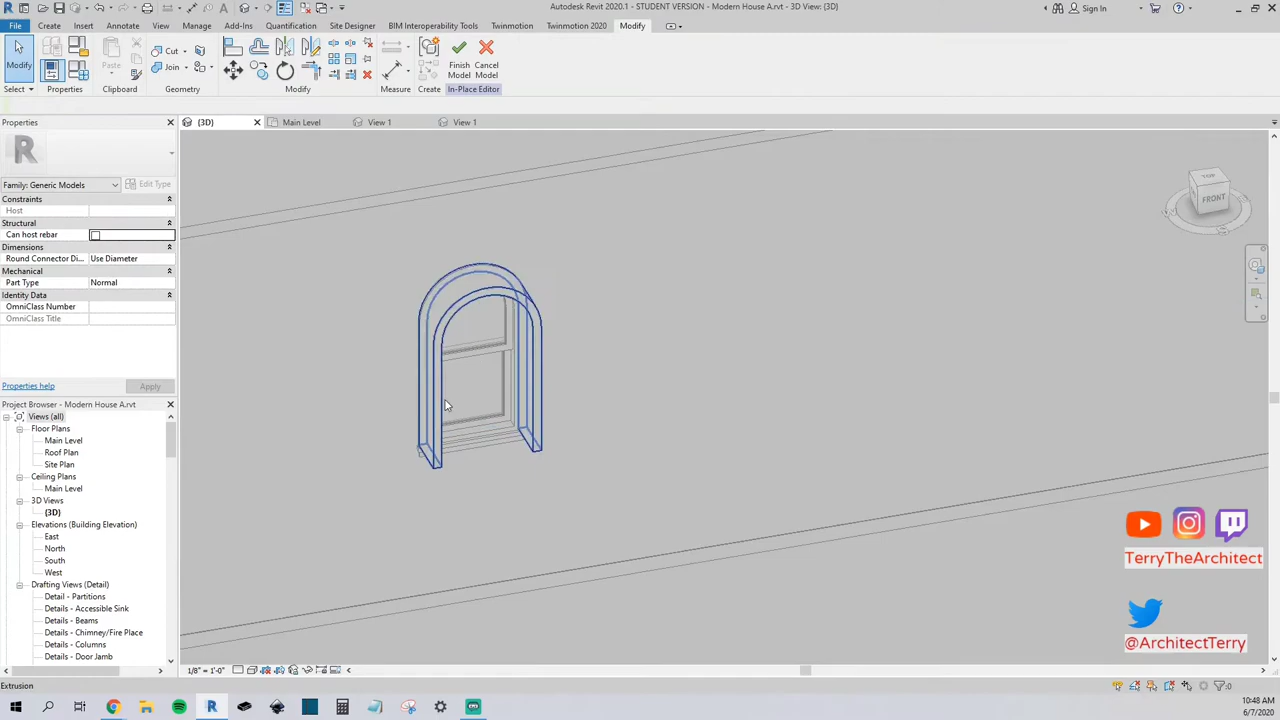 Autodesk Revit 2020.1 - STUDENT VERSION - Modern House A.rvt - 3D View: {3D}
Sign In
File Create Insert Annotate View Manage Add-Ins Quantification Site Designer BIM Interoperability Tools Twinmotion Twinmotion 2020 Modify
Modify Paste Cut Join Finish Model Cancel Model
Select Properties Clipboard Geometry Modify Measure Create In-Place Editor
Properties
{3D} Main Level View 1 View 1
R
Family: Generic Models Edit Type
Constraints
Host
Structural
Can host rebar
Dimensions
Round Connector Di... Use Diameter
Mechanical
Part Type Normal
Identity Data
OmniClass Number
OmniClass Title
TOP
FRONT
Properties help Apply
Project Browser - Modern House A.rvt
Views (all)
Floor Plans
Main Level
Roof Plan
Site Plan
Ceiling Plans
Main Level
3D Views
{3D}
Elevations (Building Elevation)
East
North
South
West
Drafting Views (Detail)
Detail - Partitions
Details - Accessible Sink
Details - Beams
Details - Chimney/Fire Place
Details - Columns
Details - Door Jamb
TerryTheArchitect
@ArchitectTerry
1/8" = 1'-0"
Extrusion
:0
10:48 AM
6/7/2020